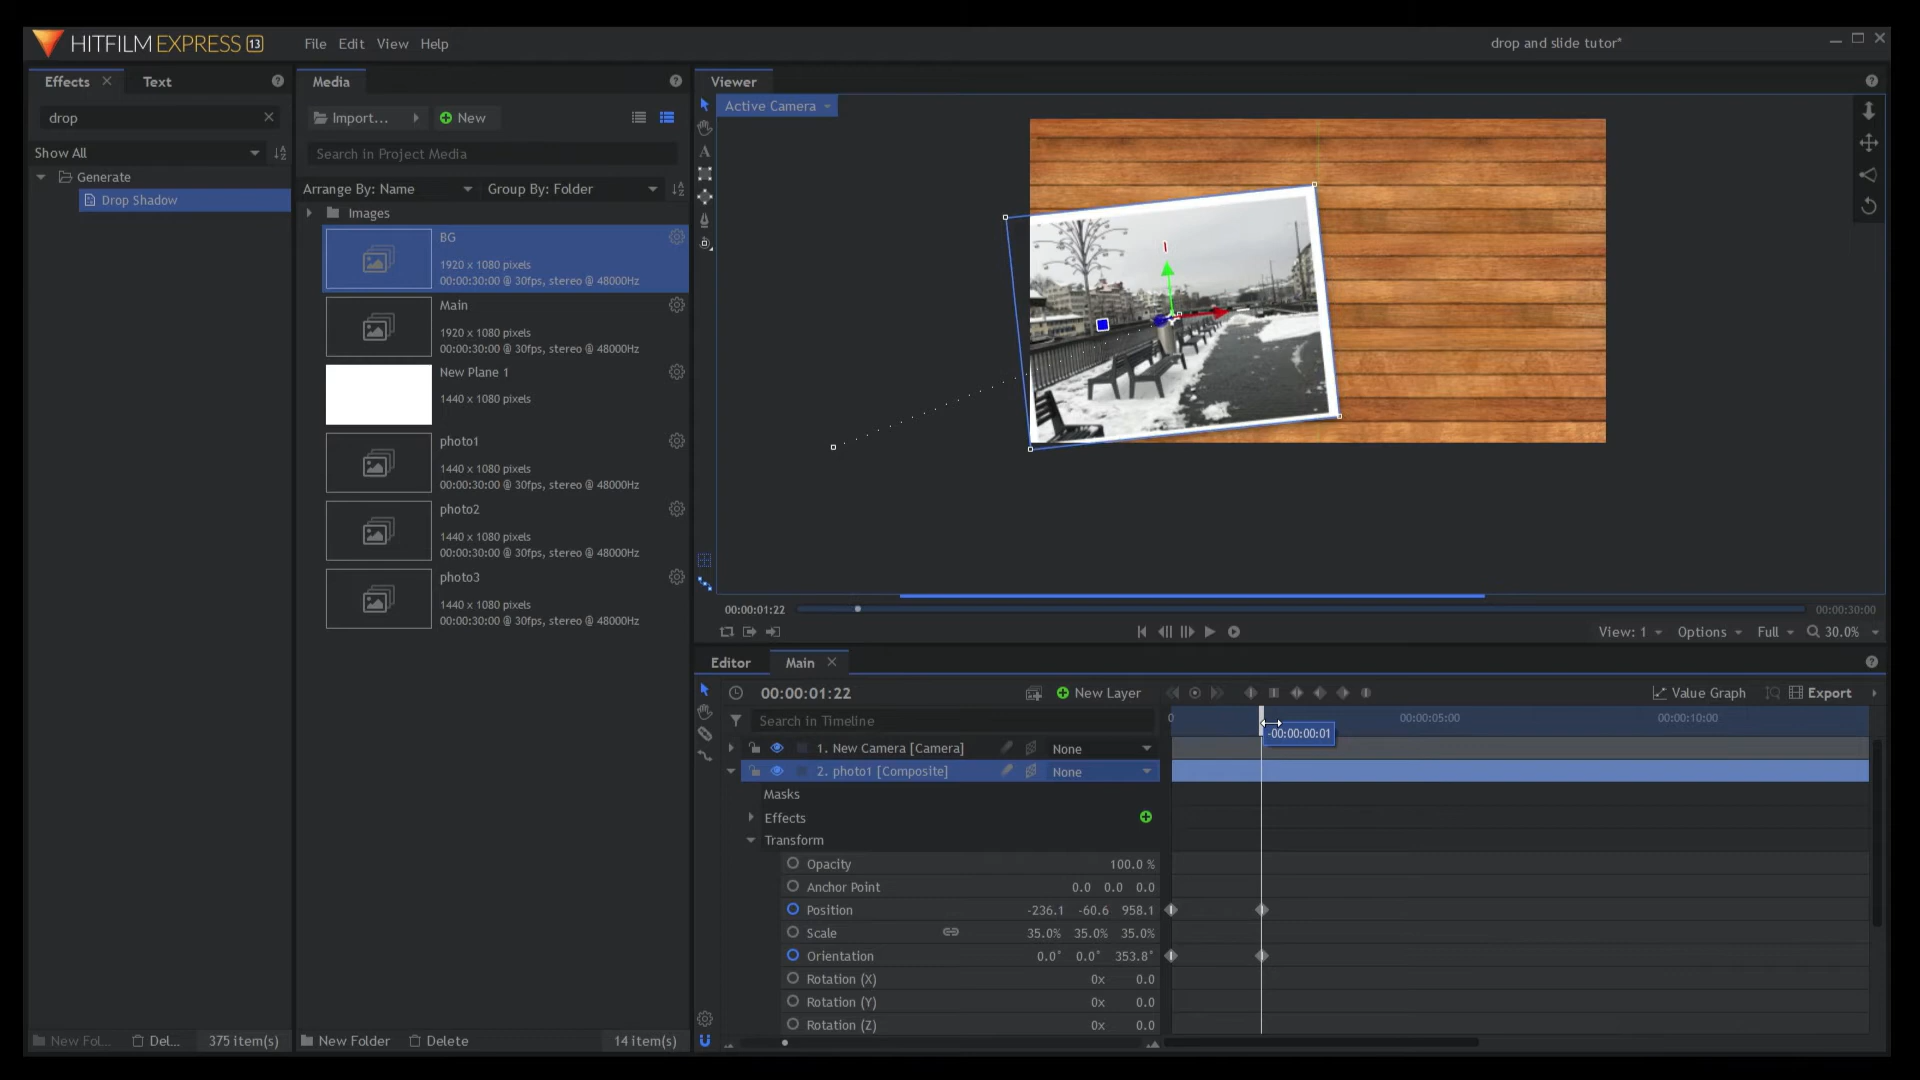 HITFILM EXPRESS 13
File Edit View Help
drop and slide tutor*
Effects
Text
drop
Show All
Generate
Drop Shadow
New Fol...
Del...
375 item(s)
Media
Import...
New
Search in Project Media
Arrange By: Name
Group By: Folder
Images
BG
1920 x 1080 pixels
00:00:30:00 @ 30fps, stereo @ 48000Hz
Main
1920 x 1080 pixels
00:00:30:00 @ 30fps, stereo @ 48000Hz
New Plane 1
1440 x 1080 pixels
photo1
1440 x 1080 pixels
00:00:30:00 @ 30fps, stereo @ 48000Hz
photo2
1440 x 1080 pixels
00:00:30:00 @ 30fps, stereo @ 48000Hz
photo3
1440 x 1080 pixels
00:00:30:00 @ 30fps, stereo @ 48000Hz
New Folder
Delete
14 item(s)
Viewer
Active Camera
A
00:00:01:22
00:00:30:00
View: 1
Options
Full
30.0%
Editor
Main
00:00:01:22
New Layer
Value Graph
Export
Search in Timeline
0
00:00:05:00
00:00:10:00
-00:00:00:01
1. New Camera [Camera] None
2. photo1 [Composite] None
Masks
Effects
Transform
Opacity 100.0 %
Anchor Point 0.0 0.0 0.0
Position -236.1 -60.6 958.1
Scale 35.0% 35.0% 35.0%
Orientation 0.0° 0.0° 353.8°
Rotation (X) 0x 0.0
Rotation (Y) 0x 0.0
Rotation (Z) 0x 0.0